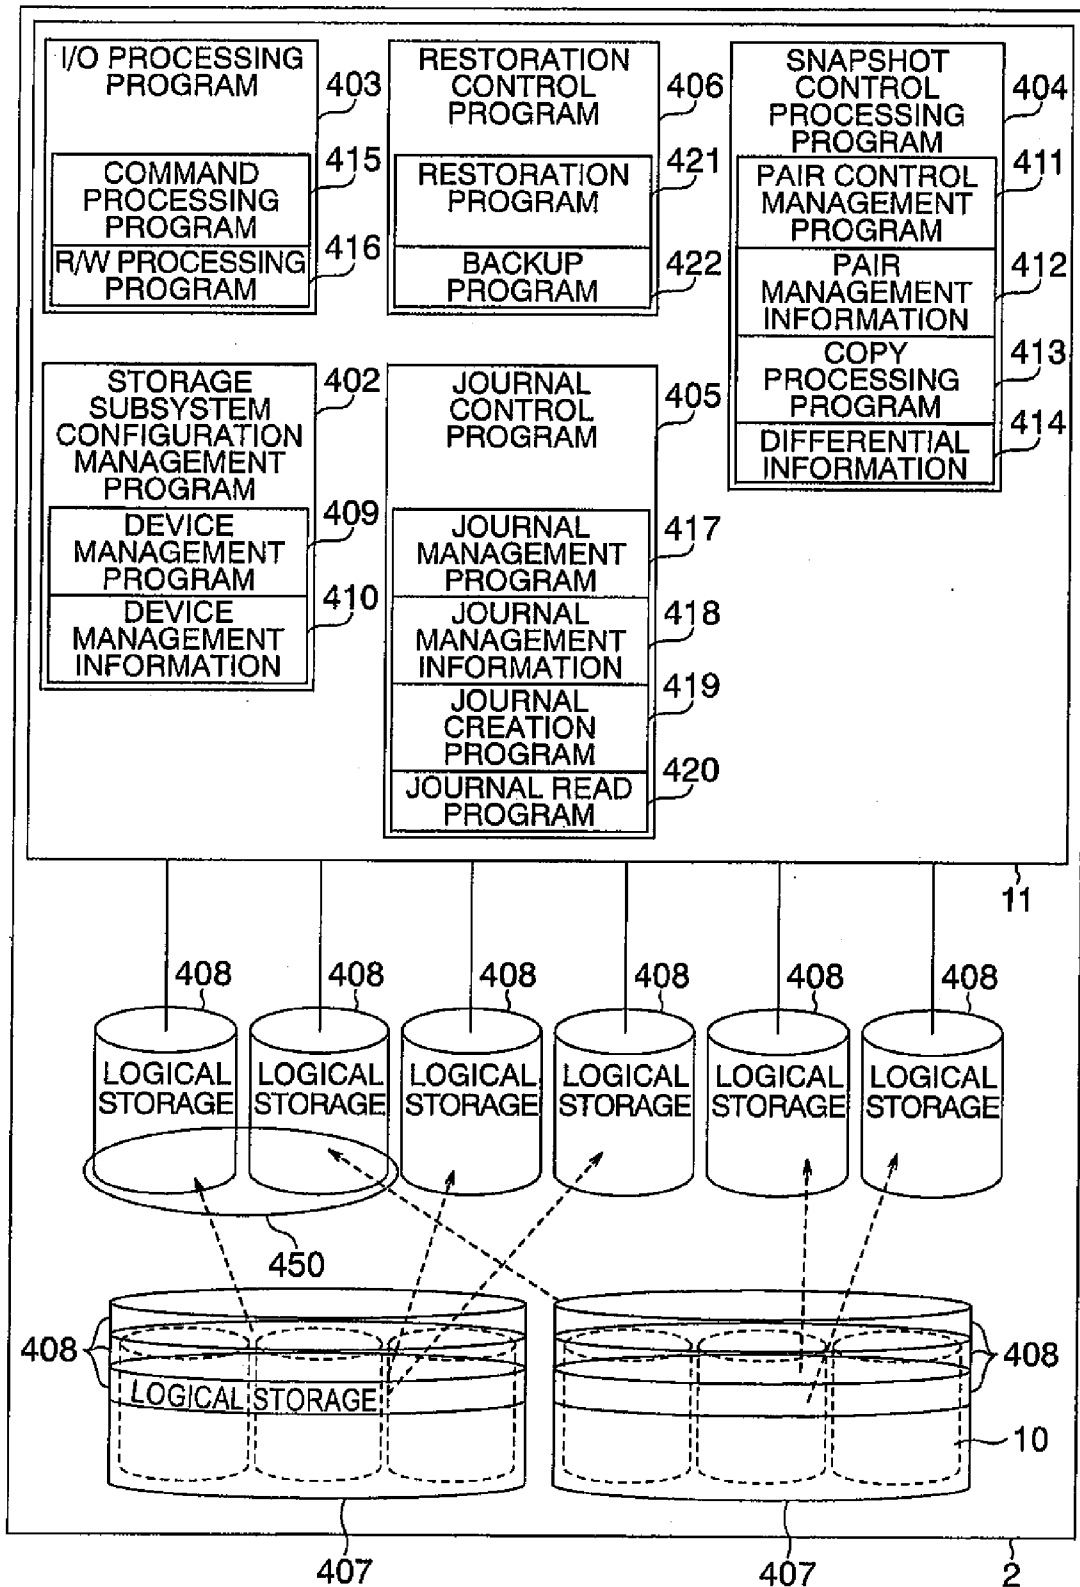 I/O PROCESSING
PROGRAM
403
COMMAND
PROCESSING
PROGRAM
415
R/W PROCESSING
PROGRAM
416
RESTORATION
CONTROL
PROGRAM
406
RESTORATION
PROGRAM
421
BACKUP
PROGRAM
422
SNAPSHOT
CONTROL
PROCESSING
PROGRAM
404
PAIR CONTROL
MANAGEMENT
PROGRAM
411
PAIR
MANAGEMENT
INFORMATION
412
COPY
PROCESSING
PROGRAM
413
DIFFERENTIAL
INFORMATION
414
STORAGE
SUBSYSTEM
CONFIGURATION
MANAGEMENT
PROGRAM
402
DEVICE
MANAGEMENT
PROGRAM
409
DEVICE
MANAGEMENT
INFORMATION
410
JOURNAL
CONTROL
PROGRAM
405
JOURNAL
MANAGEMENT
PROGRAM
417
JOURNAL
MANAGEMENT
INFORMATION
418
JOURNAL
CREATION
PROGRAM
419
JOURNAL READ
PROGRAM
420
11
408
408
408
408
408
408
LOGICAL
STORAGE
LOGICAL
STORAGE
LOGICAL
STORAGE
LOGICAL
STORAGE
LOGICAL
STORAGE
LOGICAL
STORAGE
450
408
LOGICAL STORAGE
408
10
407
407
2